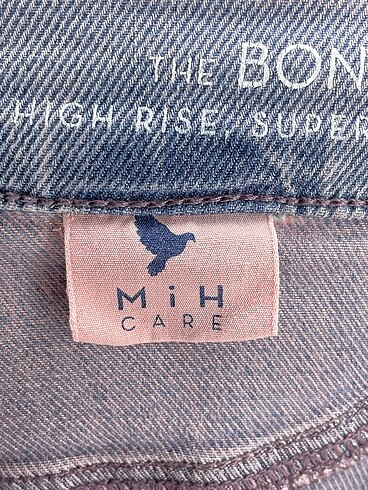 THE BON
HIGH RISE, SUPER
MiH
CARE